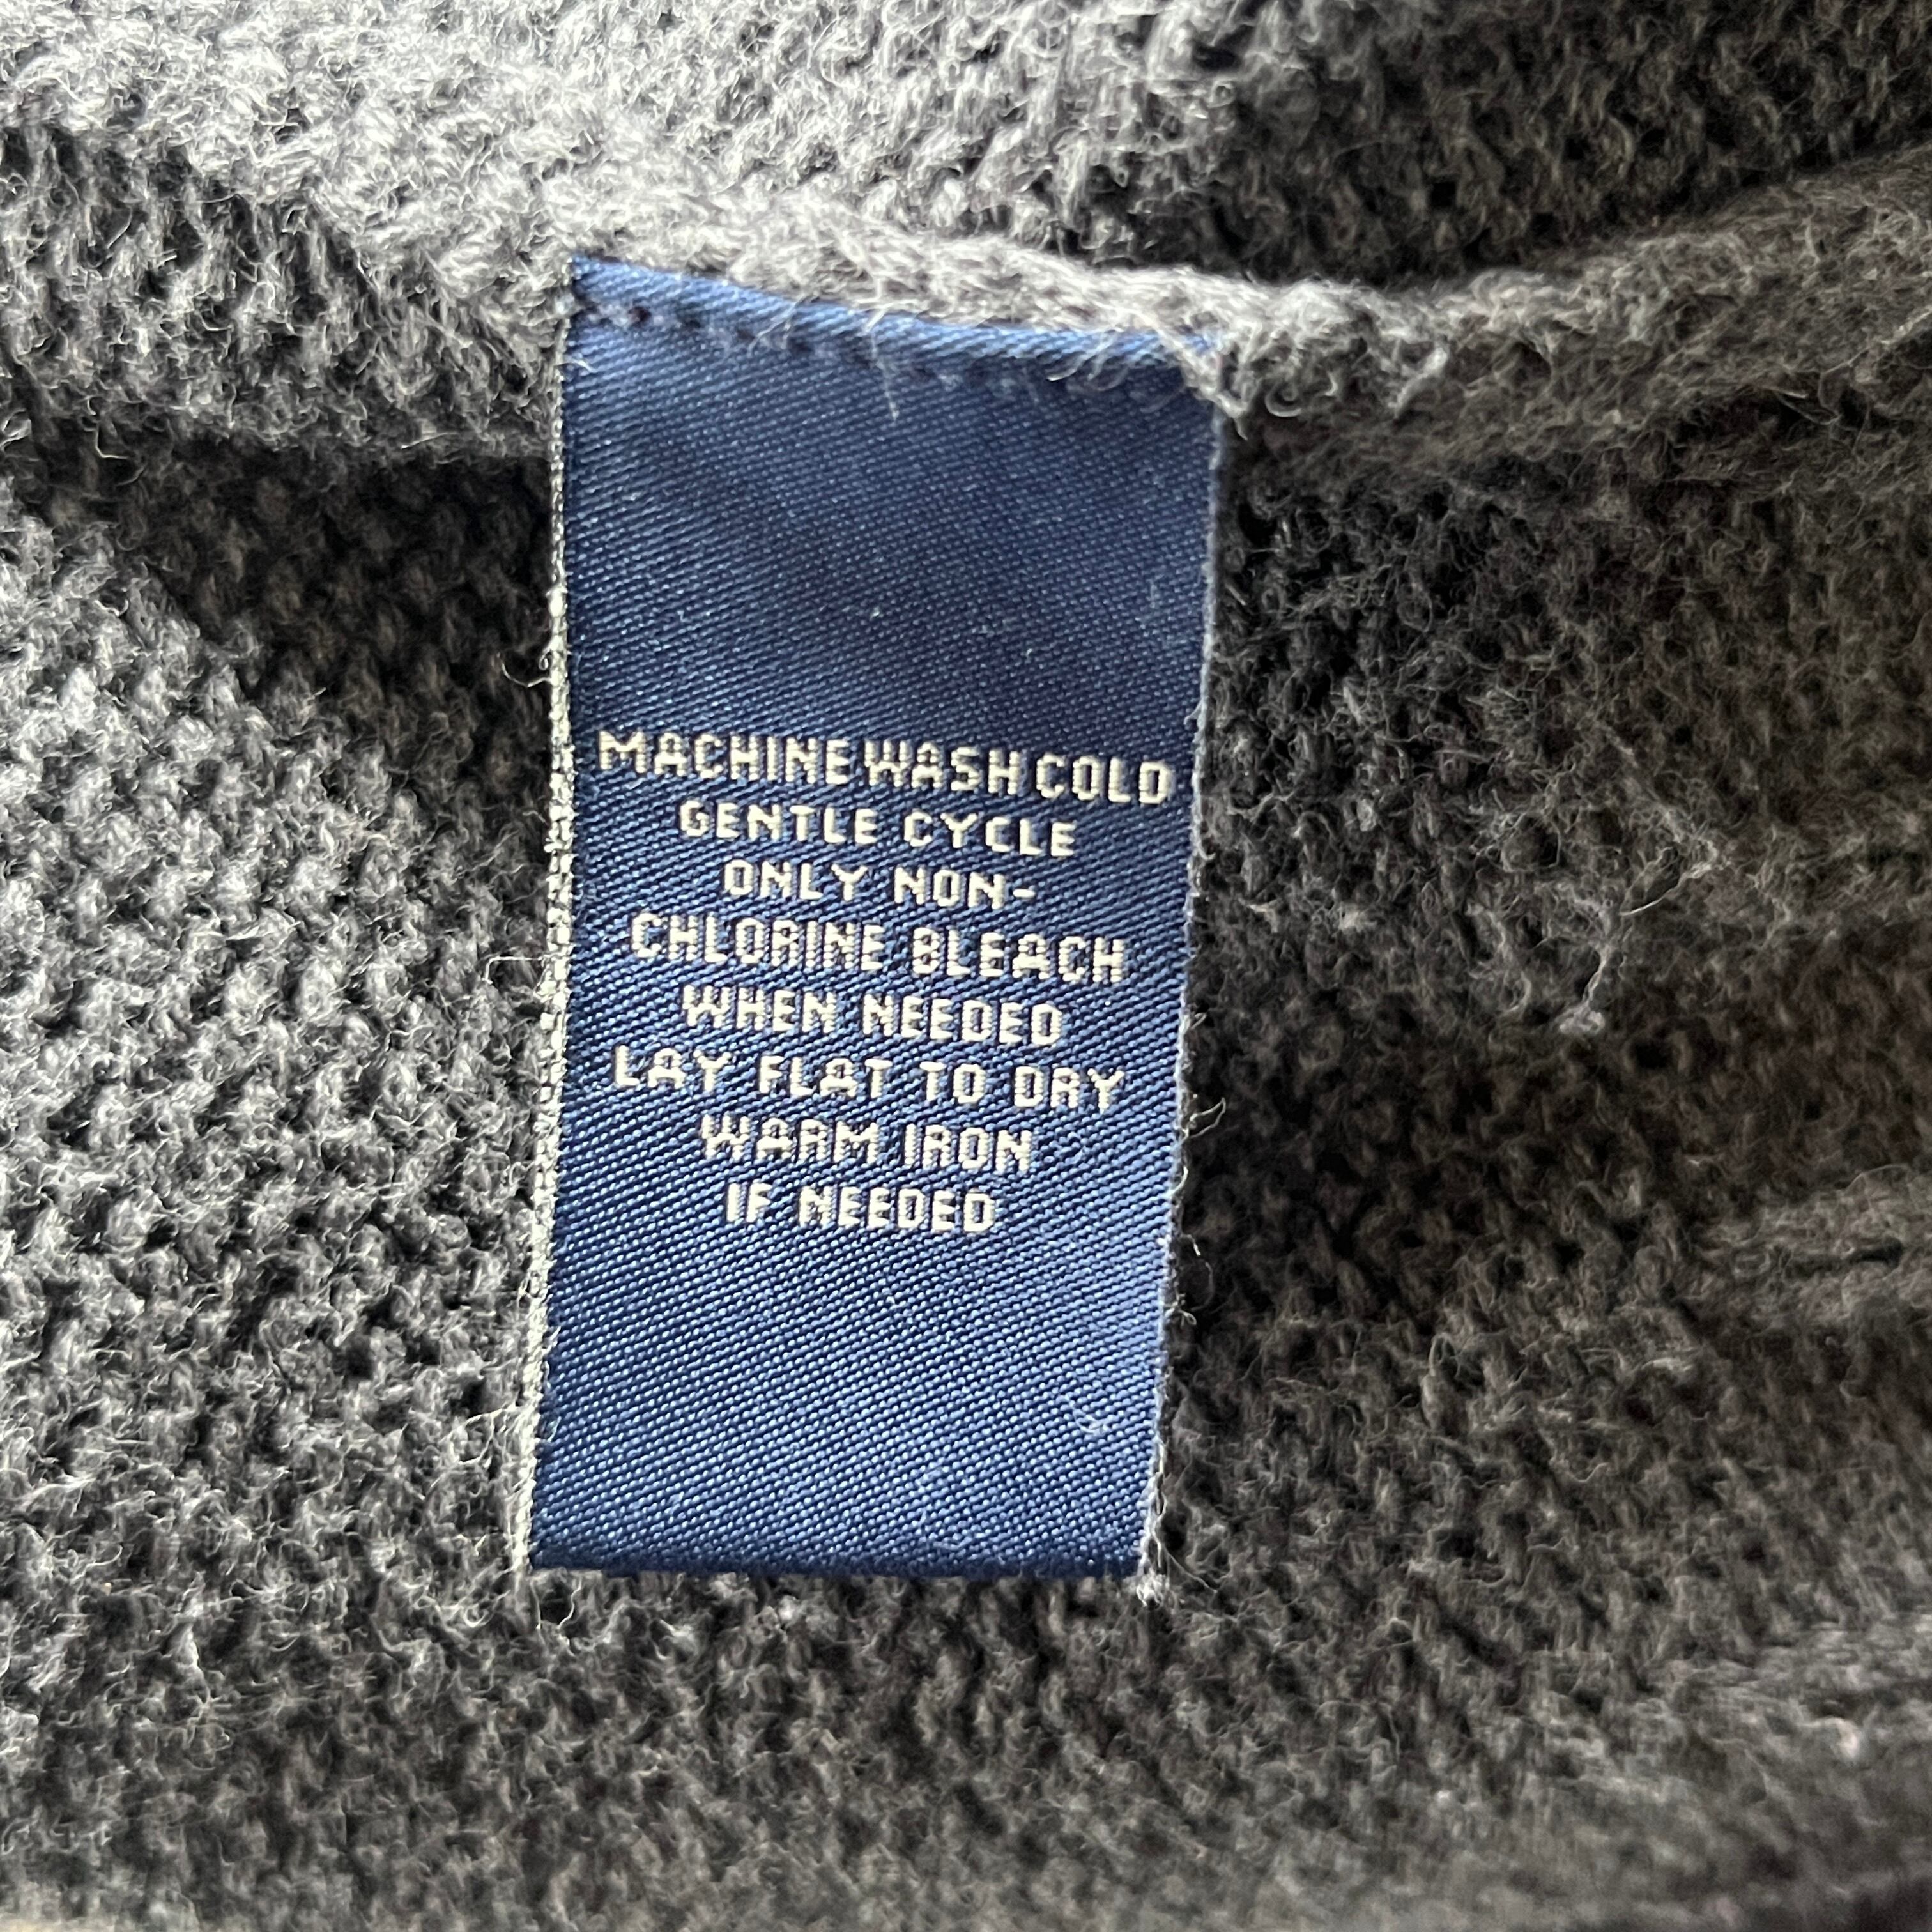 MACHINE WASH COLD
GENTLE CYCLE
ONLY NON-
CHLORINE BLEACH
WHEN NEEDED
LAY FLAT TO DRY
WARM IRON
IF NEEDED